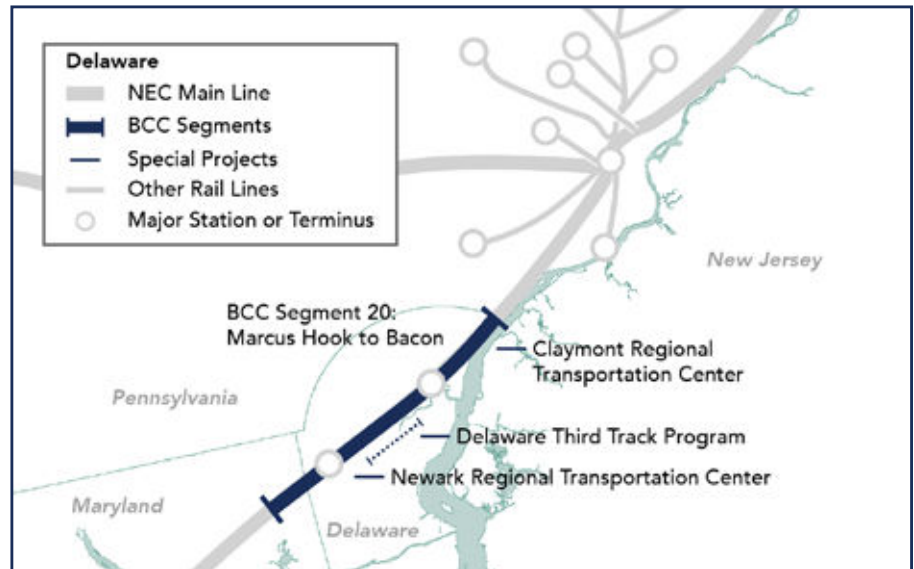 Delaware
NEC Main Line
BCC Segments
Special Projects
Other Rail Lines
Major Station or Terminus
New Jersey
BCC Segment 20:
Marcus Hook to Bacon
Claymont Regional
Transportation Center
Pennsylvania
Delaware Third Track Program
Newark Regional Transportation Center
Maryland
Delaware